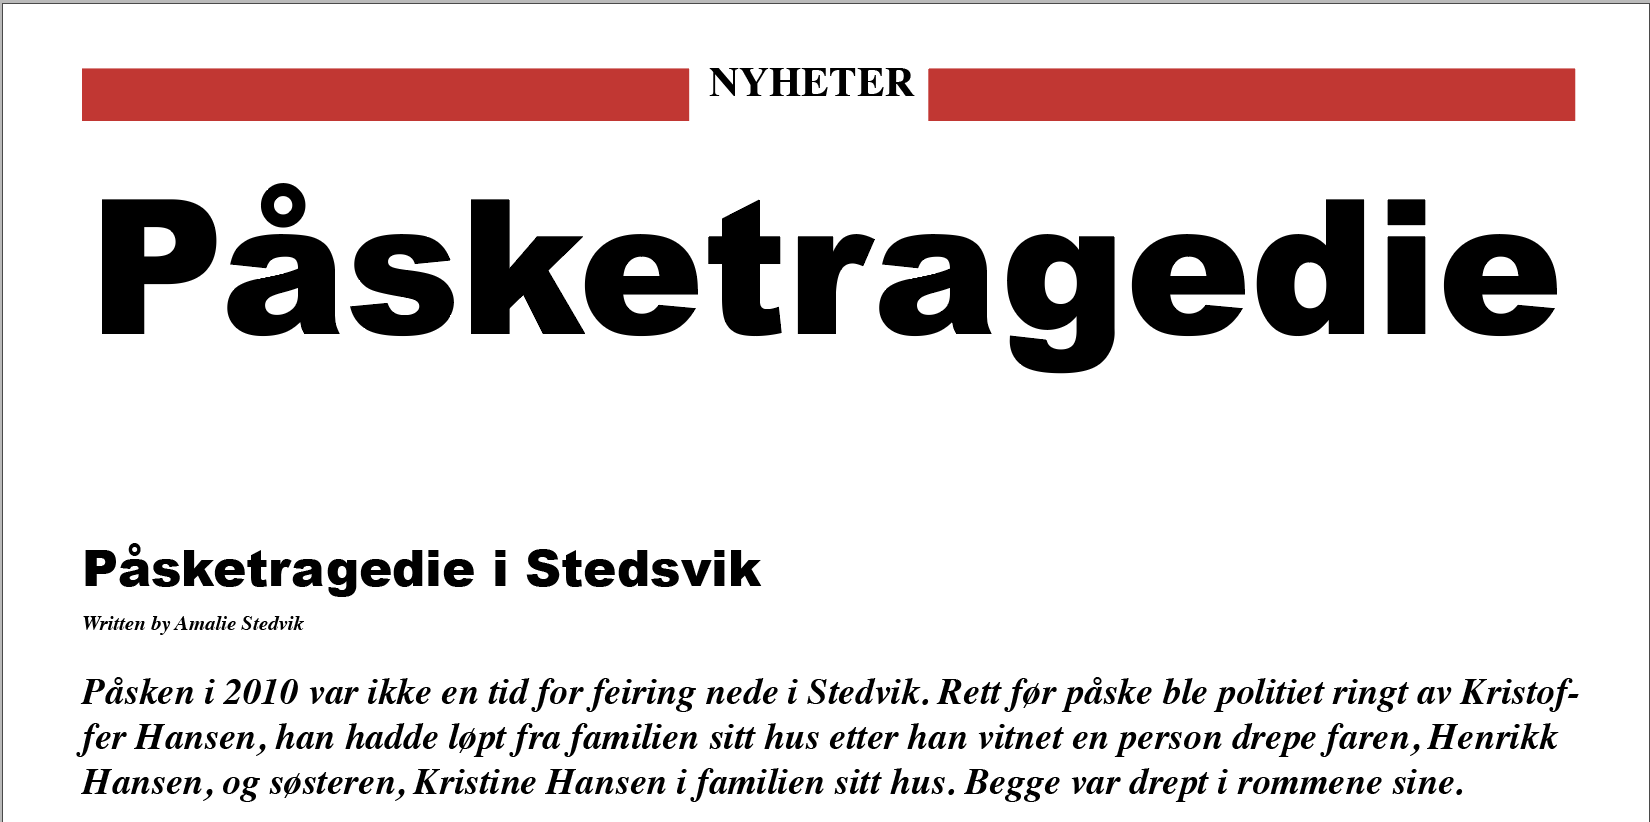 NYHETER
Påsketragedie
Påsketragedie i Stedsvik
Written by Amalie Stedvik
Påsken i 2010 var ikke en tid for feiring nede i Stedvik. Rett før påske ble politiet ringt av Kristof-
fer Hansen, han hadde løpt fra familien sitt hus etter han vitnet en person drepe faren, Henrikk
Hansen, og søsteren, Kristine Hansen i familien sitt hus. Begge var drept i rommene sine.